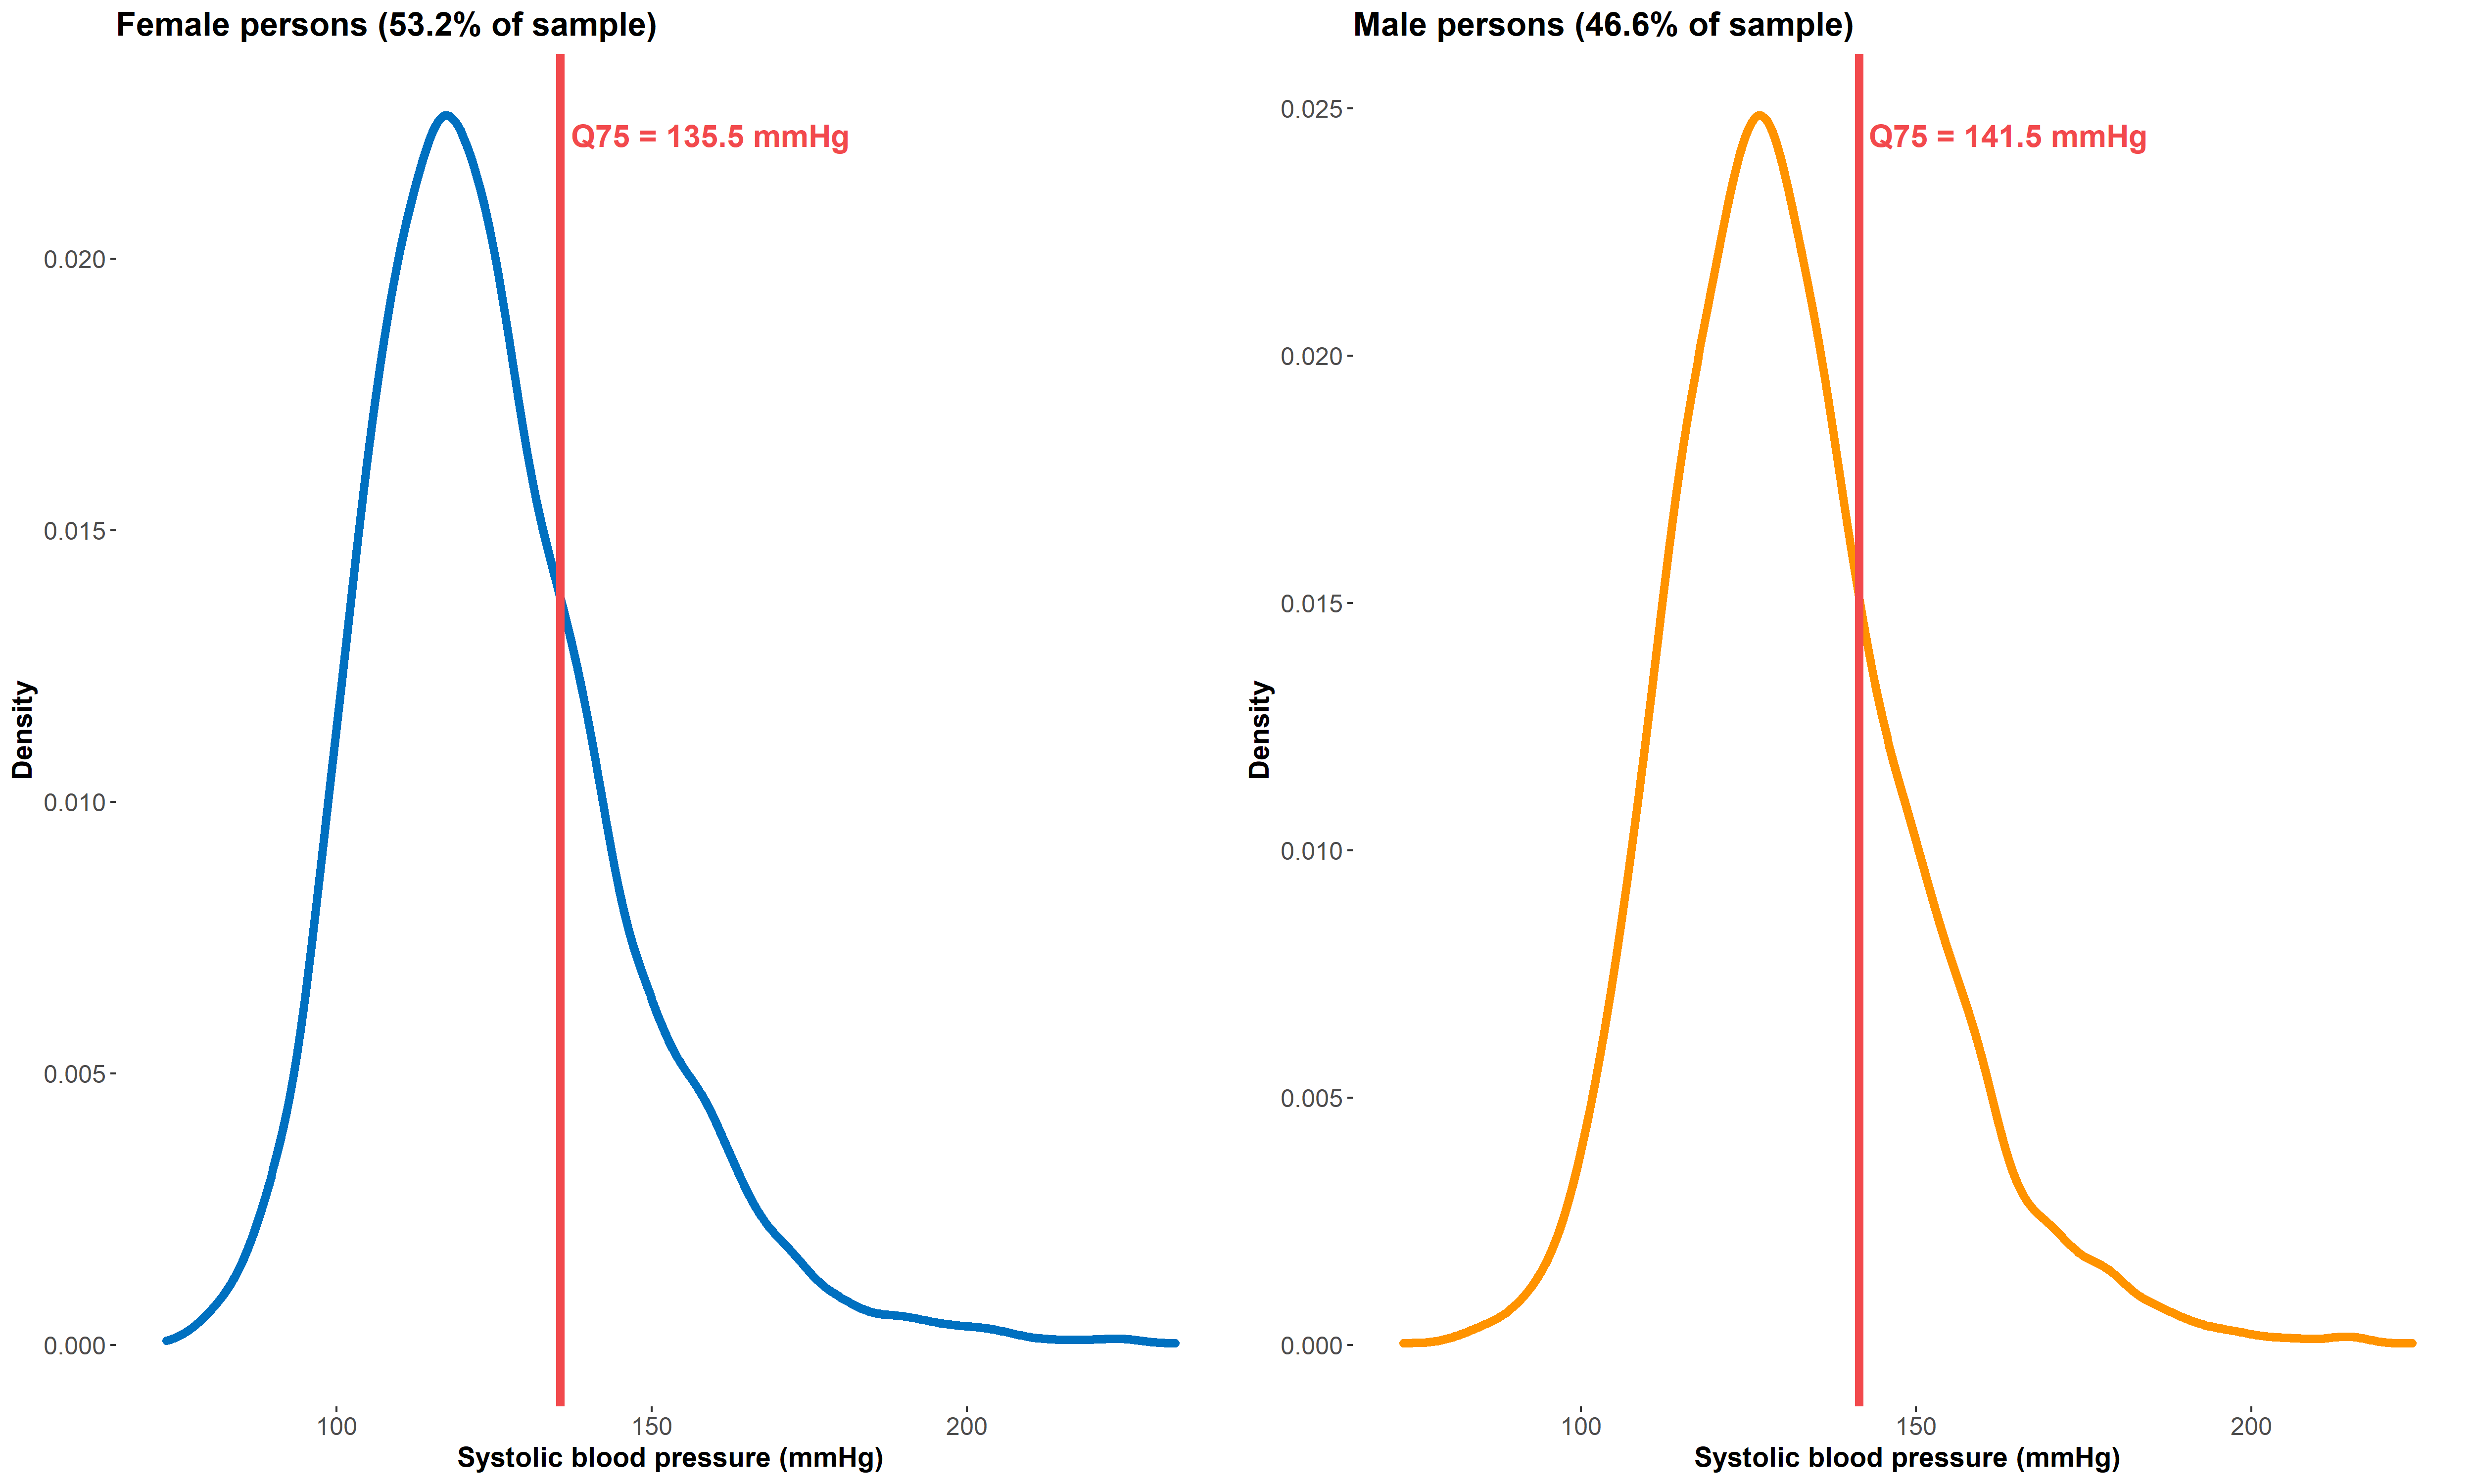 Female persons (53.2% of sample)
Q75 = 135.5 mmHg
Density
0.020
0.015
0.010
0.005
0.000
100 150 200
Systolic blood pressure (mmHg)
Male persons (46.6% of sample)
Q75 = 141.5 mmHg
Density
0.025
0.020
0.015
0.010
0.005
0.000
100 150 200
Systolic blood pressure (mmHg)